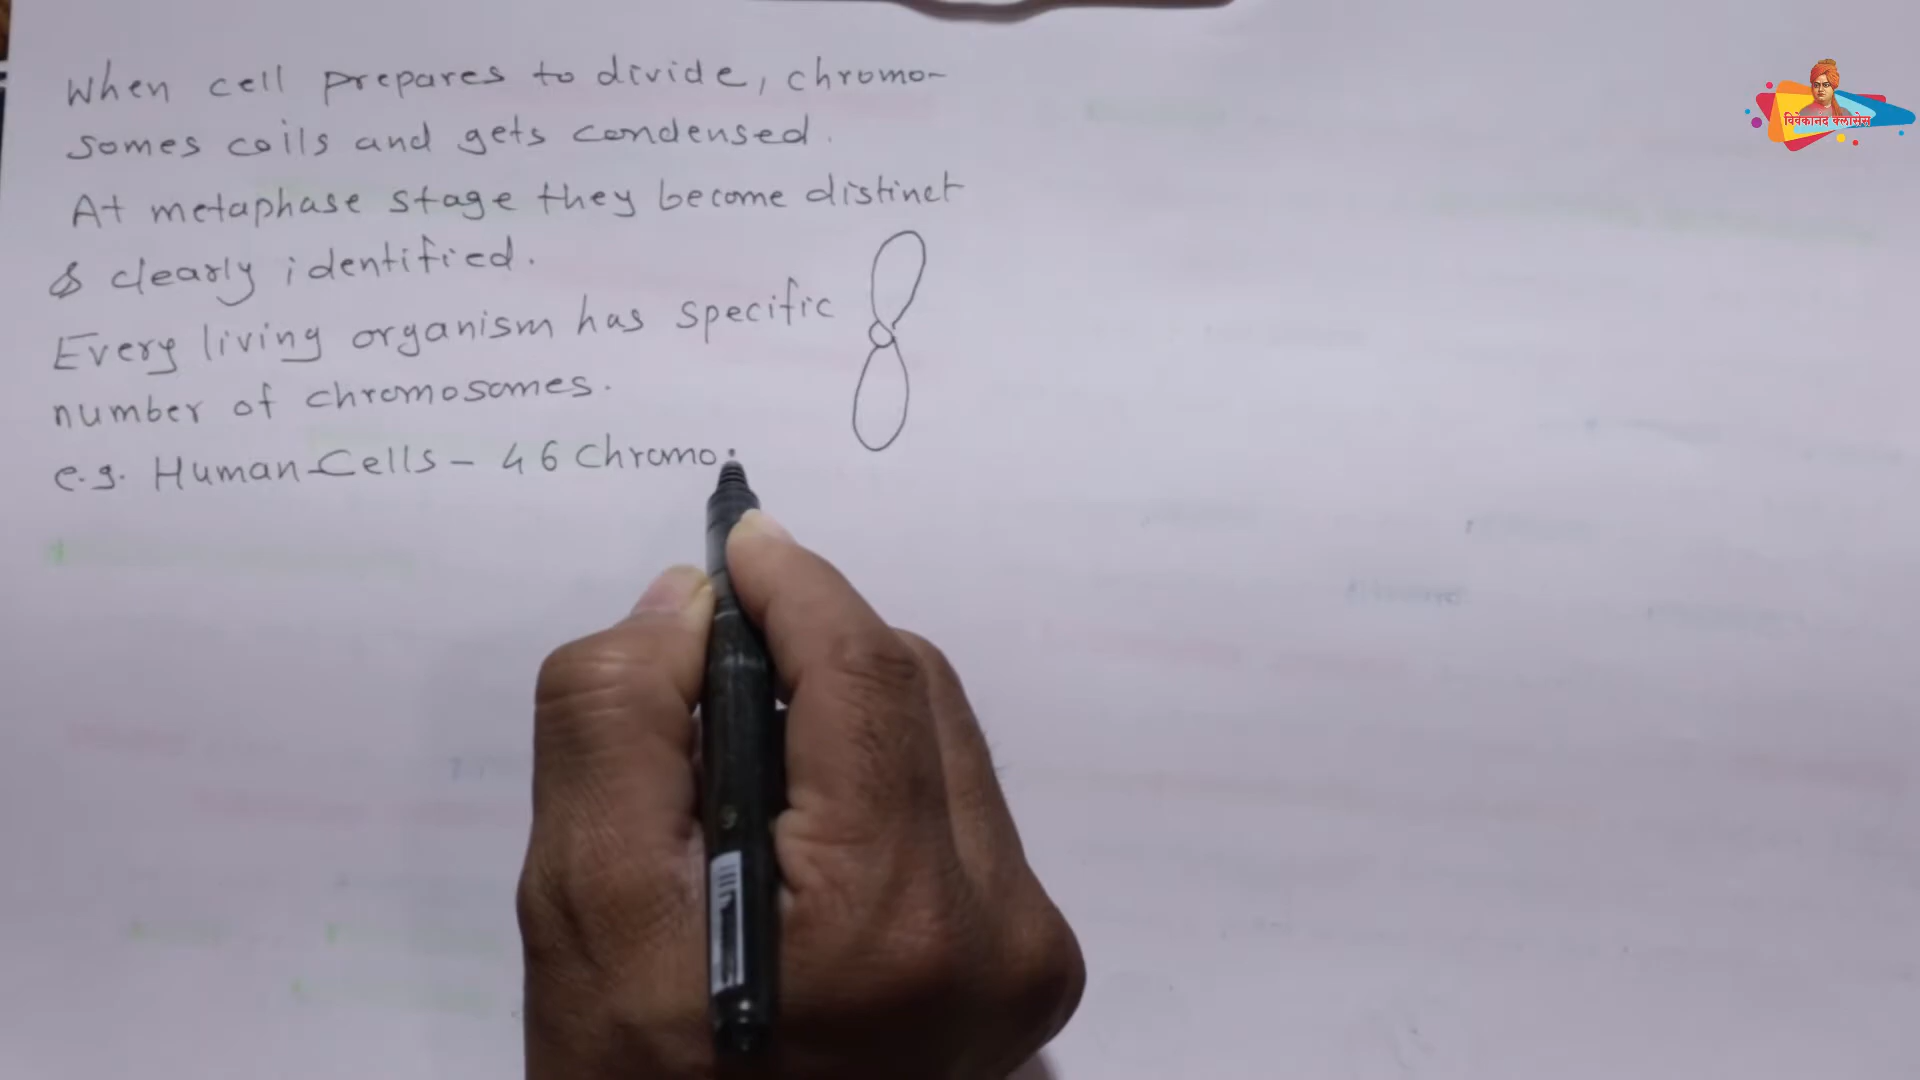 When cell prepares to divide, chromo-
somes coils and gets condensed.
At metaphase stage they become distinct
& clearly identified.
Every living organism has specific
number of chromosomes.
e.g. Human Cells - 46 Chromo
विवेकानंद क्लासेस